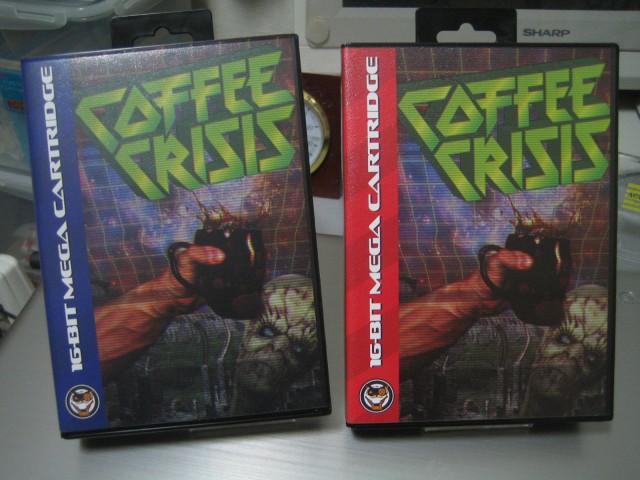 SHARP
16-BIT MEGA CARTRIDGE
COFFEE
CRISIS
16-BIT MEGA CARTRIDGE
COFFEE
CRISIS